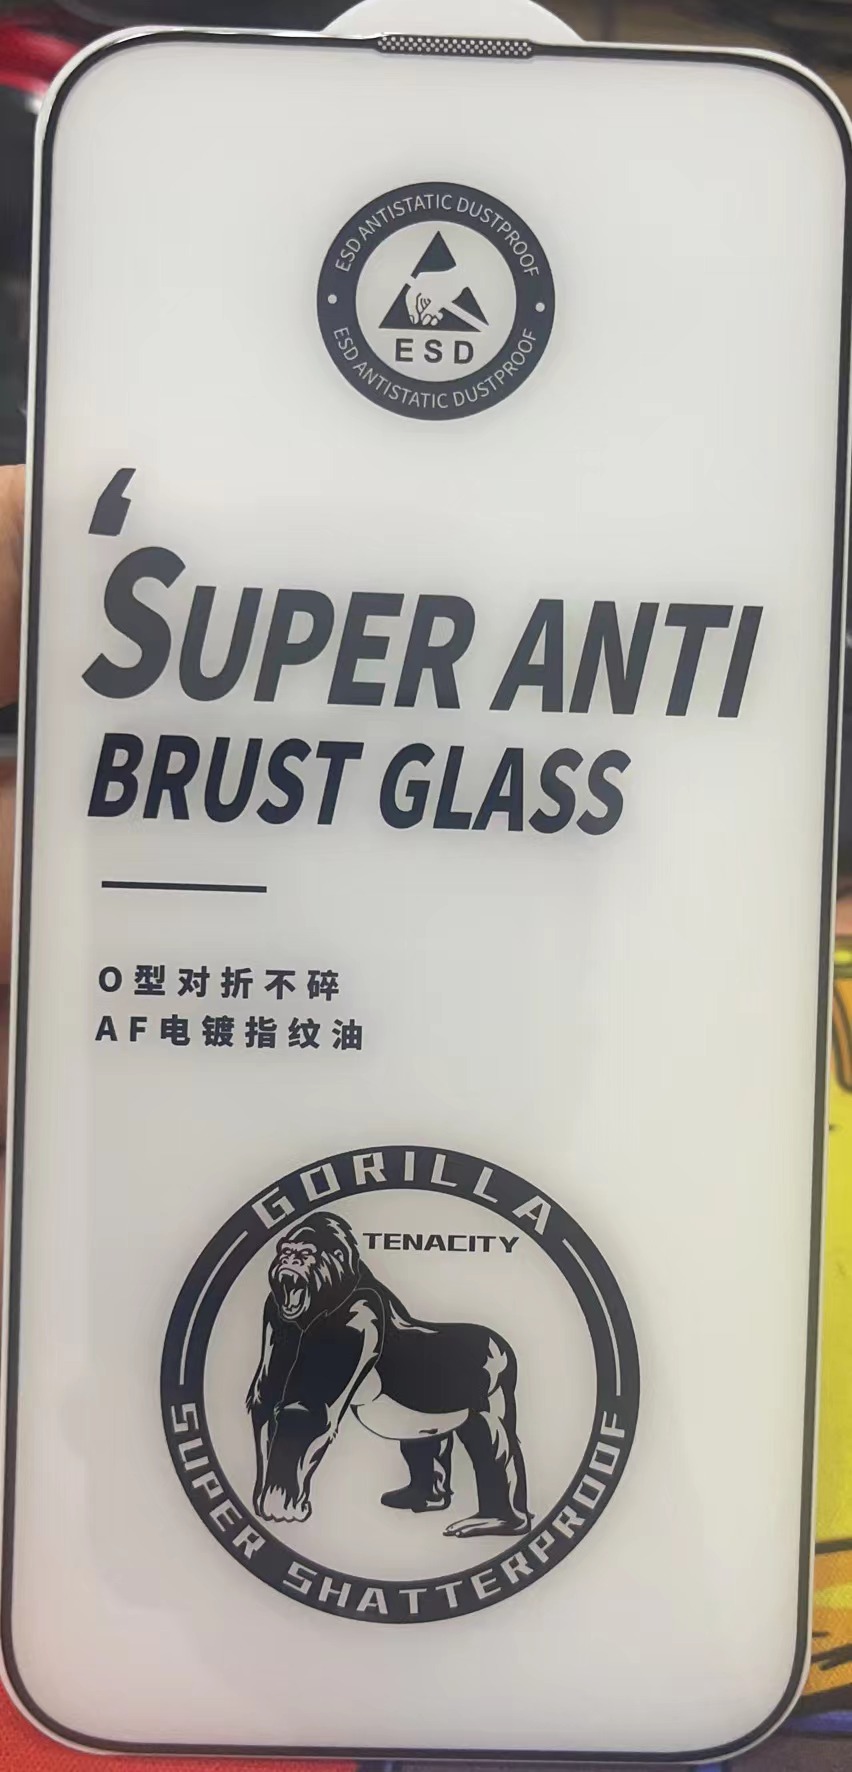 ESD ANTISTATIC DUSTPROOF
ESD
ESD ANTISTATIC DUSTPROOF
‘SUPER ANTI
BRUST GLASS
O型对折不碎
AF电镀指纹油
GORILLA
TENACITY
SUPER SHATTERPROOF